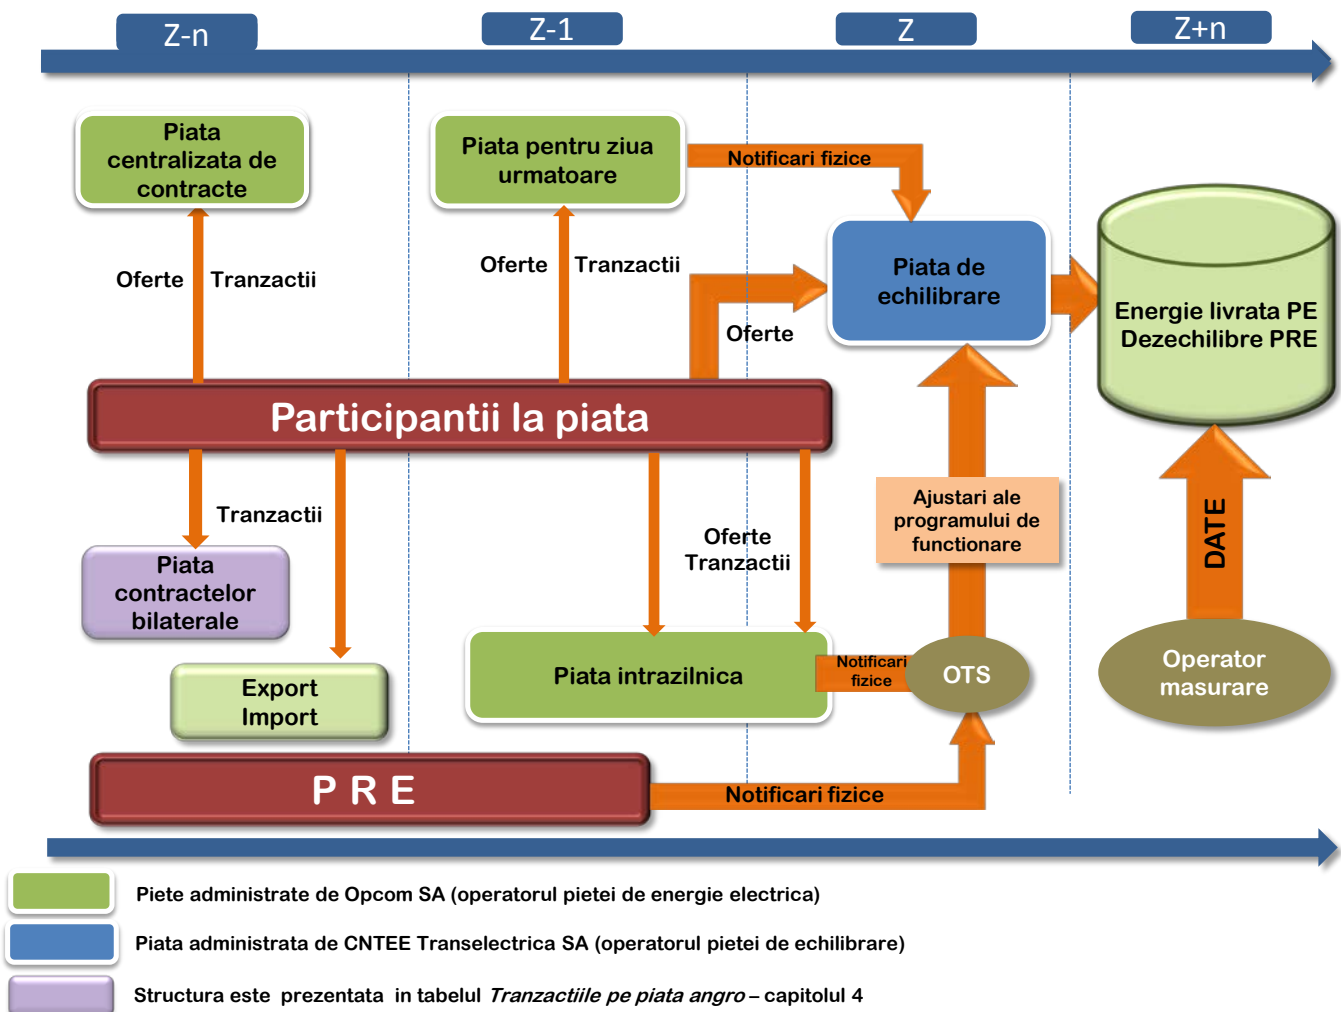 Z-n
Z-1
Z
Z+n
Piata
centralizata de
contracte
Piata pentru ziua
urmatoare
Notificari fizice
Oferte
Tranzactii
Oferte
Tranzactii
Piata de
echilibrare
Oferte
Energie livrata PE
Dezechilibre PRE
Participantii la piata
Tranzactii
Ajustari ale
programului de
functionare
Oferte
Tranzactii
DATE
Piata
contractelor
bilaterale
Export
Import
Piata intrazilnica
Notificari
fizice
OTS
Operator
masurare
P R E
Notificari fizice
Piete administrate de Opcom SA (operatorul pietei de energie electrica)
Piata administrata de CNTEE Transelectrica SA (operatorul pietei de echilibrare)
Structura este prezentata in tabelul Tranzactiile pe piata angro – capitolul 4